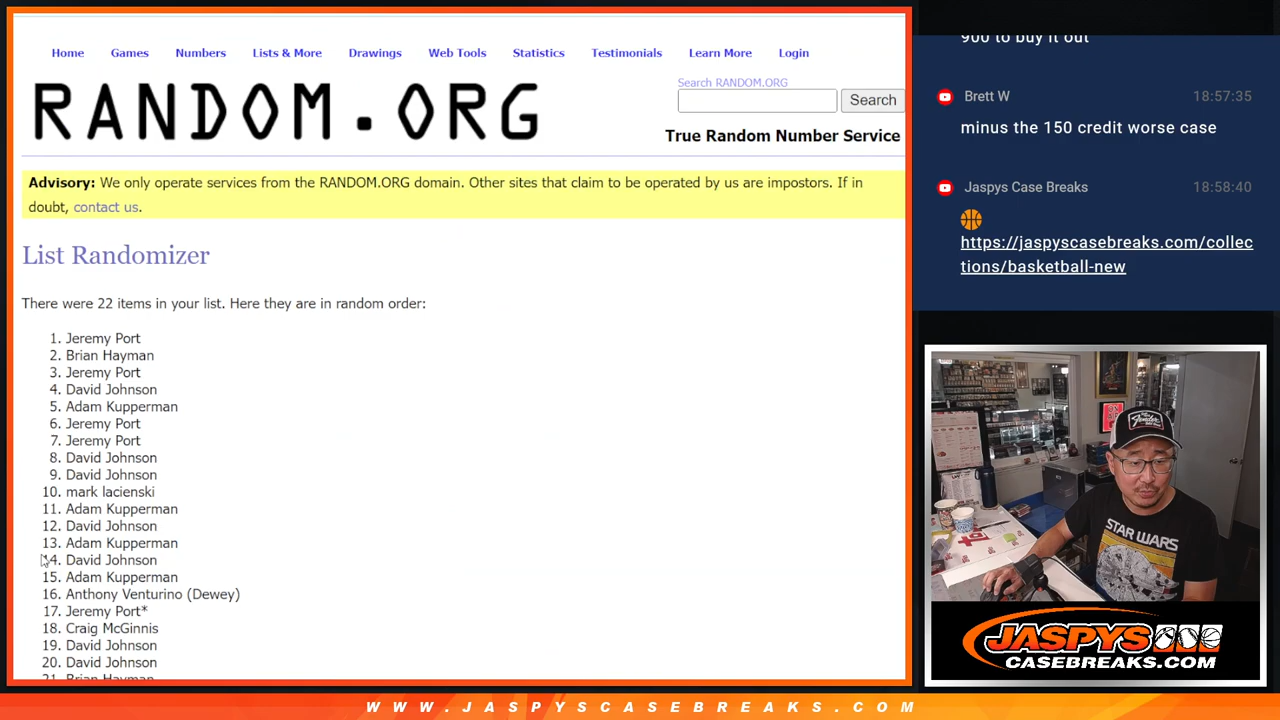 Home Games Numbers Lists & More Drawings Web Tools Statistics Testimonials Learn More Login
RANDOM.ORG
Search RANDOM.ORG
Search
True Random Number Service
Advisory: We only operate services from the RANDOM.ORG domain. Other sites that claim to be operated by us are impostors. If in
doubt, contact us.
List Randomizer
There were 22 items in your list. Here they are in random order:
1. Jeremy Port
2. Brian Hayman
3. Jeremy Port
4. David Johnson
5. Adam Kupperman
6. Jeremy Port
7. Jeremy Port
8. David Johnson
9. David Johnson
10. mark lacienski
11. Adam Kupperman
12. David Johnson
13. Adam Kupperman
14. David Johnson
15. Adam Kupperman
16. Anthony Venturino (Dewey)
17. Jeremy Port*
18. Craig McGinnis
19. David Johnson
20. David Johnson
21. Brian Hayman
900 to buy it out
Brett W 18:57:35
minus the 150 credit worse case
Jaspys Case Breaks 18:58:40
https://jaspyscasebreaks.com/collec
tions/basketball-new
Fender
STAR WARS
JASPYS
CASEBREAKS.COM
WWW.JASPYSCASEBREAKS.COM